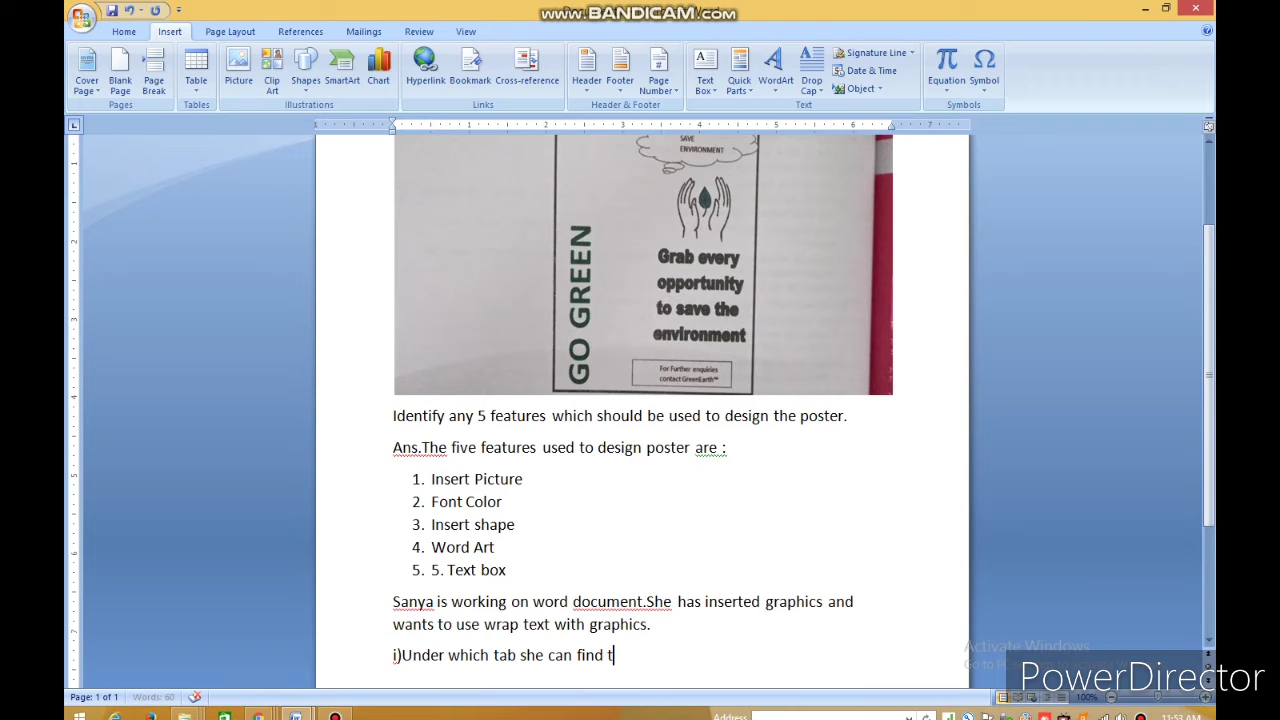 www.BANDICAM.com
Home Insert Page Layout References Mailings Review View
Cover Page Blank Page Page Break Table Picture Clip Art Shapes SmartArt Chart Hyperlink Bookmark Cross-reference Header Footer Page Number Text Box Quick Parts WordArt Drop Cap Signature Line Date & Time Object Equation Symbol
Pages Tables Illustrations Links Header & Footer Text Symbols
SAVE
ENVIRONMENT
GO GREEN
Grab every
opportunity
to save the
environment
For Further enquiries
contact GreenEarth™
Identify any 5 features which should be used to design the poster.
Ans.The five features used to design poster are :
1. Insert Picture
2. Font Color
3. Insert shape
4. Word Art
5. 5. Text box
Sanya is working on word document.She has inserted graphics and
wants to use wrap text with graphics.
i)Under which tab she can find t
Activate Windows
PowerDirector
Page: 1 of 1 Words: 60 100%
Address 11:53 AM